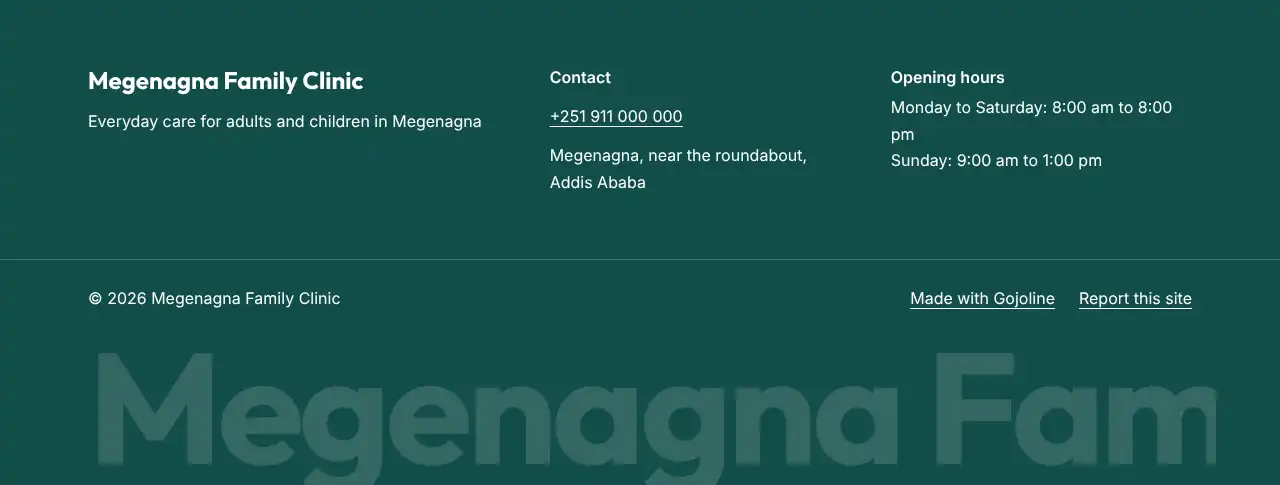 Megenagna Family Clinic
Everyday care for adults and children in Megenagna
Contact
+251 911 000 000
Megenagna, near the roundabout,
Addis Ababa
Opening hours
Monday to Saturday: 8:00 am to 8:00
pm
Sunday: 9:00 am to 1:00 pm
© 2026 Megenagna Family Clinic
Made with Gojoline
Report this site
Megenagna Fam